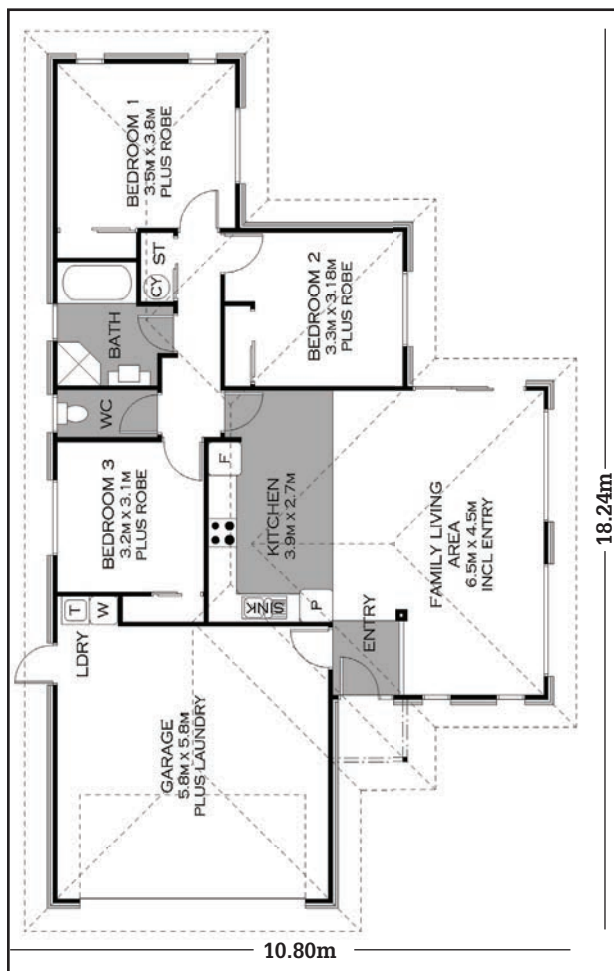 BEDROOM 1
3.5M X 3.8M
PLUS ROBE
ST
CY
BEDROOM 2
3.3M X 3.18M
PLUS ROBE
BATH
WC
BEDROOM 3
3.2M X 3.1M
PLUS ROBE
F
KITCHEN
3.9M X 2.7M
FAMILY LIVING
AREA
6.5M X 4.5M
INCL ENTRY
SINK
P
T
W
LDRY
ENTRY
GARAGE
5.8M X 5.8M
PLUS LAUNDRY
18.24m
10.80m